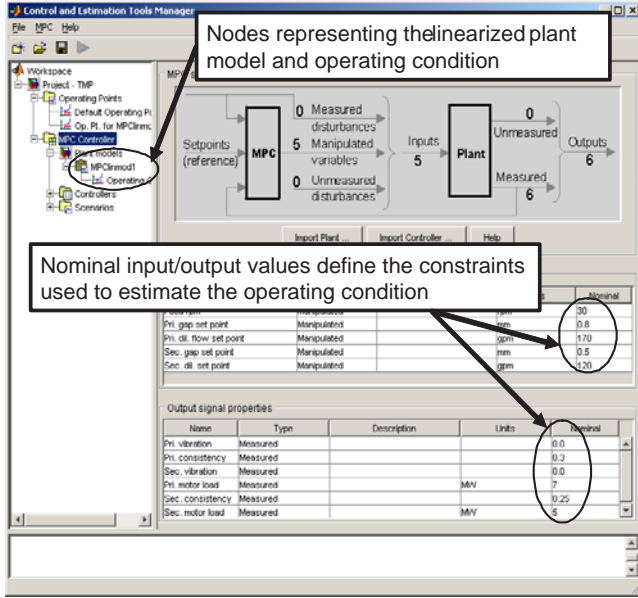 Control and Estimation Tools Manager
File MPC Help
Nodes representing thelinearized plant
model and operating condition
Workspace
Project - TMP
Operating Points
Default Operating Po
Op. Pt. for MPClinmo
MPC Controller
Plant models
MPClinmod1
Operating
Controllers
Scenarios
MPC s
Setpoints
(reference)
MPC
0 Measured
disturbances
5 Manipulated
variables
0 Unmeasured
disturbances
Inputs
5
Plant
0
Unmeasured
Measured
6
Outputs
6
Import Plant ... Import Controller ... Help
Nominal input/output values define the constraints
used to estimate the operating condition
Nominal
Manipulated rpm 30
Pri. gap set point Manipulated mm 0.8
Pri. dil. flow set point Manipulated gpm 170
Sec. gap set point Manipulated mm 0.5
Sec. dil. set point Manipulated gpm 120
Output signal properties
Name Type Description Units Nominal
Pri. vibration Measured 0.0
Pri. consistency Measured 0.3
Sec. vibration Measured 0.0
Pri. motor load Measured MW 7
Sec. consistency Measured 0.25
Sec. motor load Measured MW 5